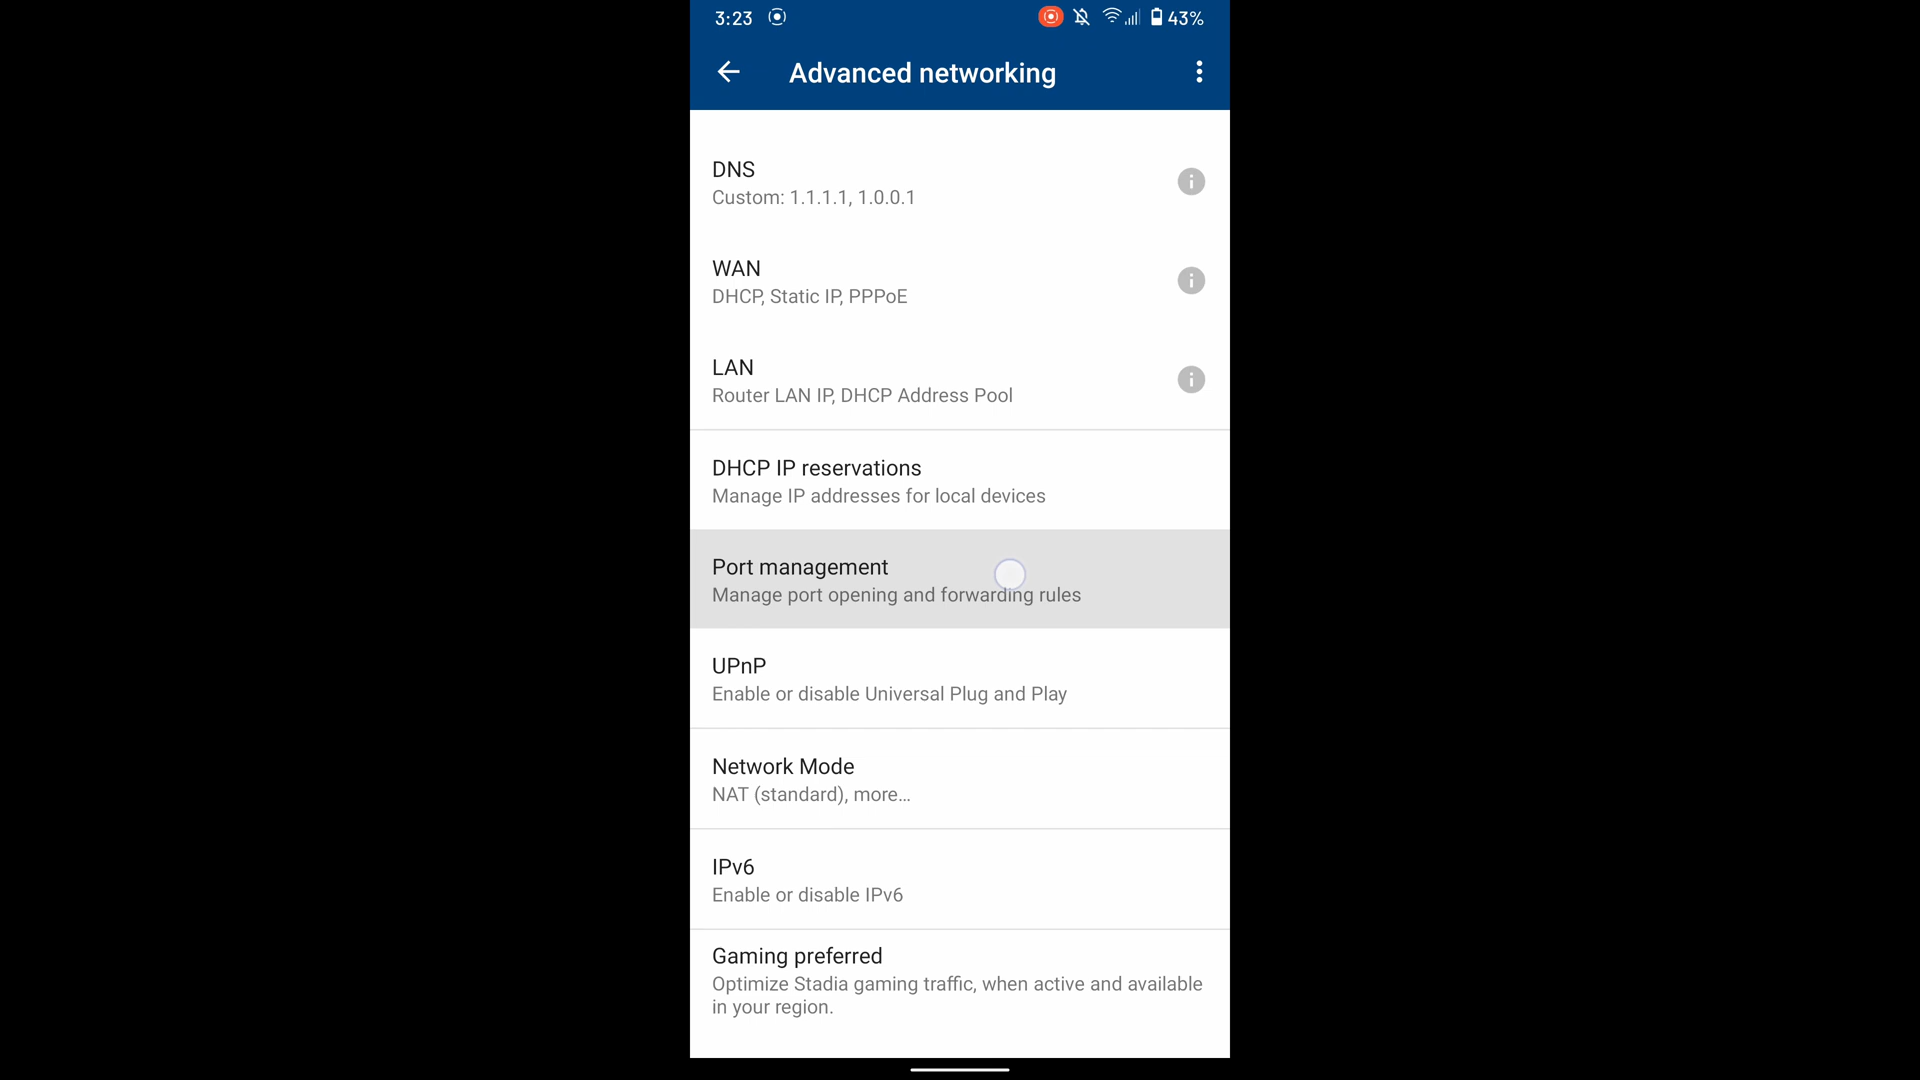 3:23
43%
Advanced networking
DNS
Custom: 1.1.1.1, 1.0.0.1
WAN
DHCP, Static IP, PPPoE
LAN
Router LAN IP, DHCP Address Pool
DHCP IP reservations
Manage IP addresses for local devices
Port management
Manage port opening and forwarding rules
UPnP
Enable or disable Universal Plug and Play
Network Mode
NAT (standard), more...
IPv6
Enable or disable IPv6
Gaming preferred
Optimize Stadia gaming traffic, when active and available
in your region.